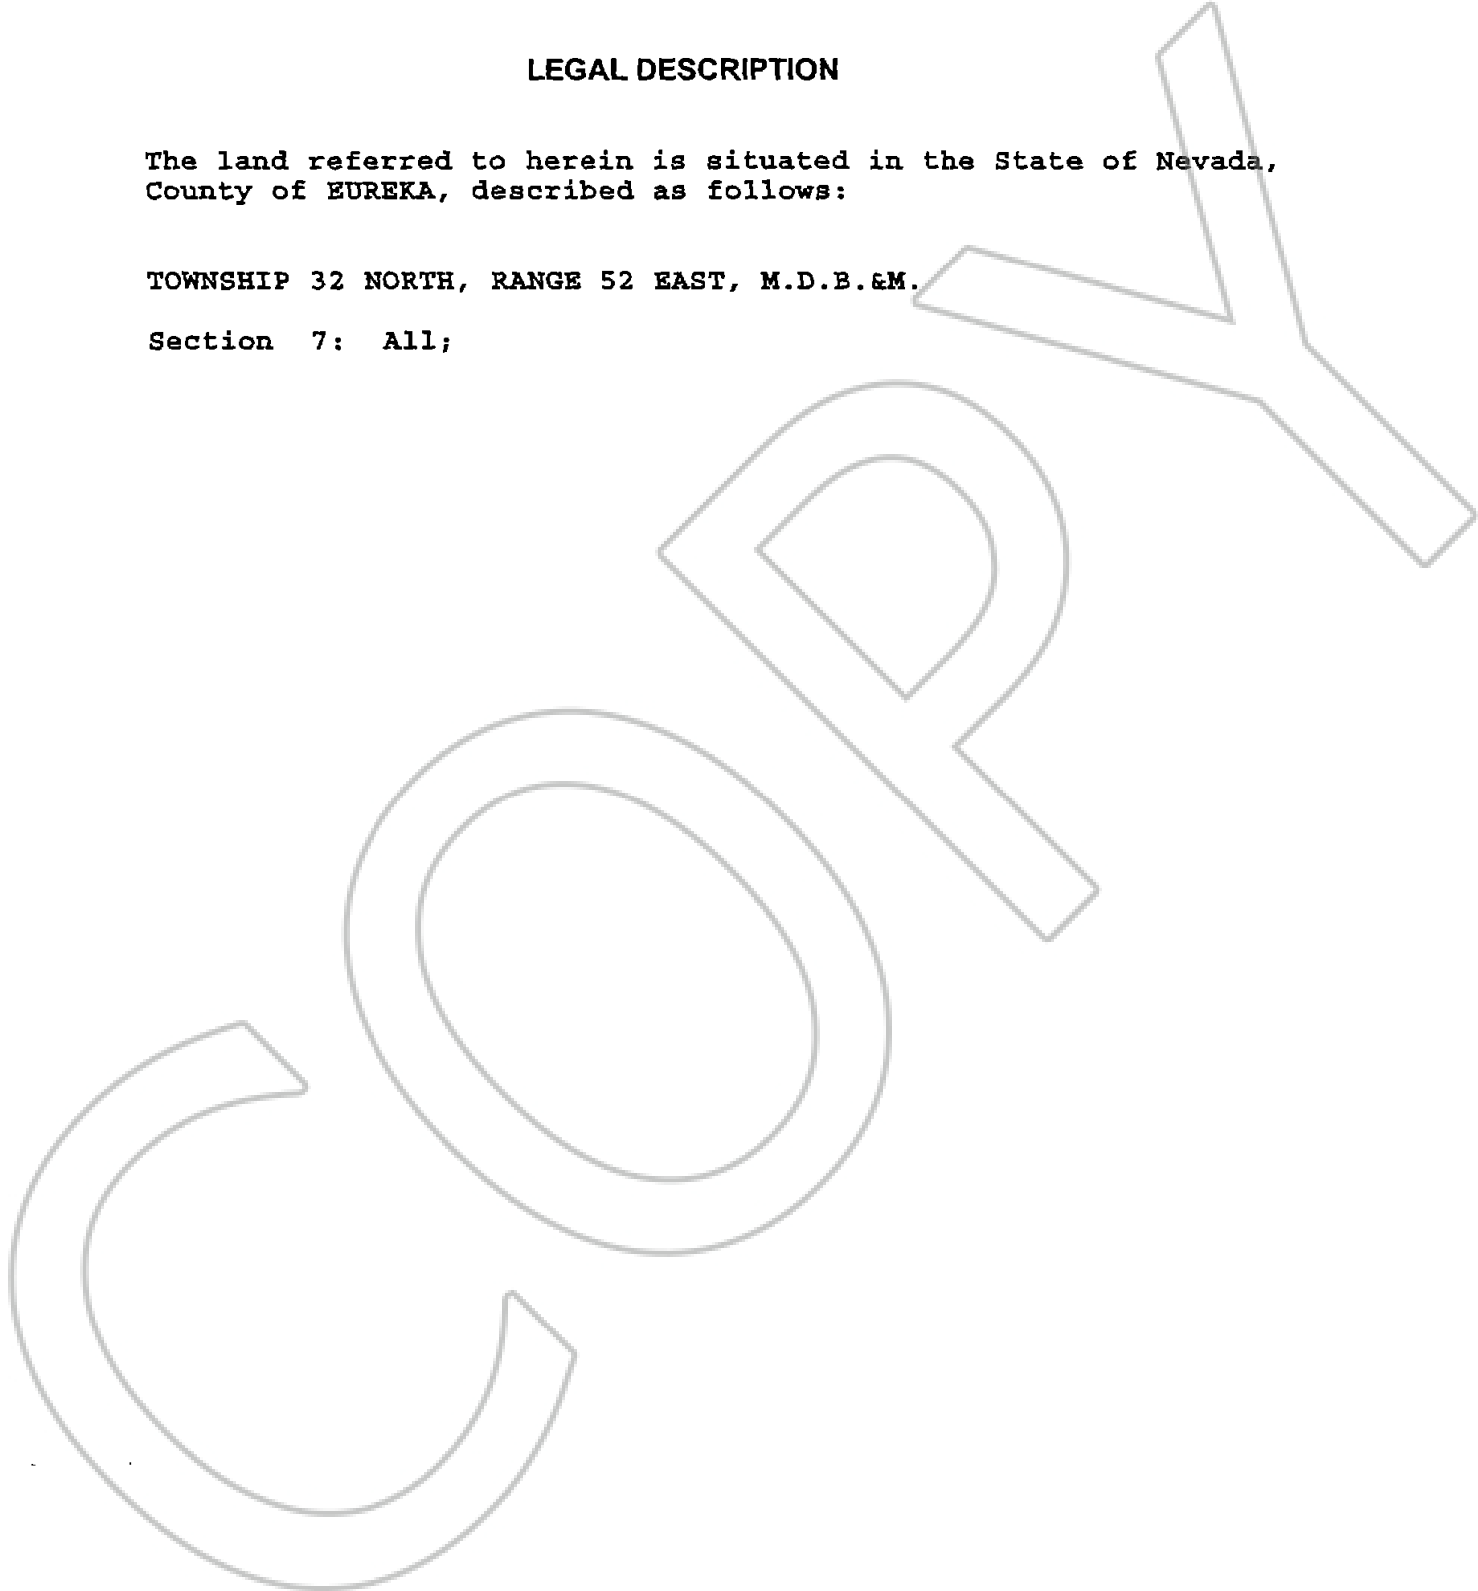 LEGAL DESCRIPTION
The land referred to herein is situated in the State of Nevada,
County of EUREKA, described as follows:
TOWNSHIP 32 NORTH, RANGE 52 EAST, M.D.B.&M.
Section 7: All;
COPY